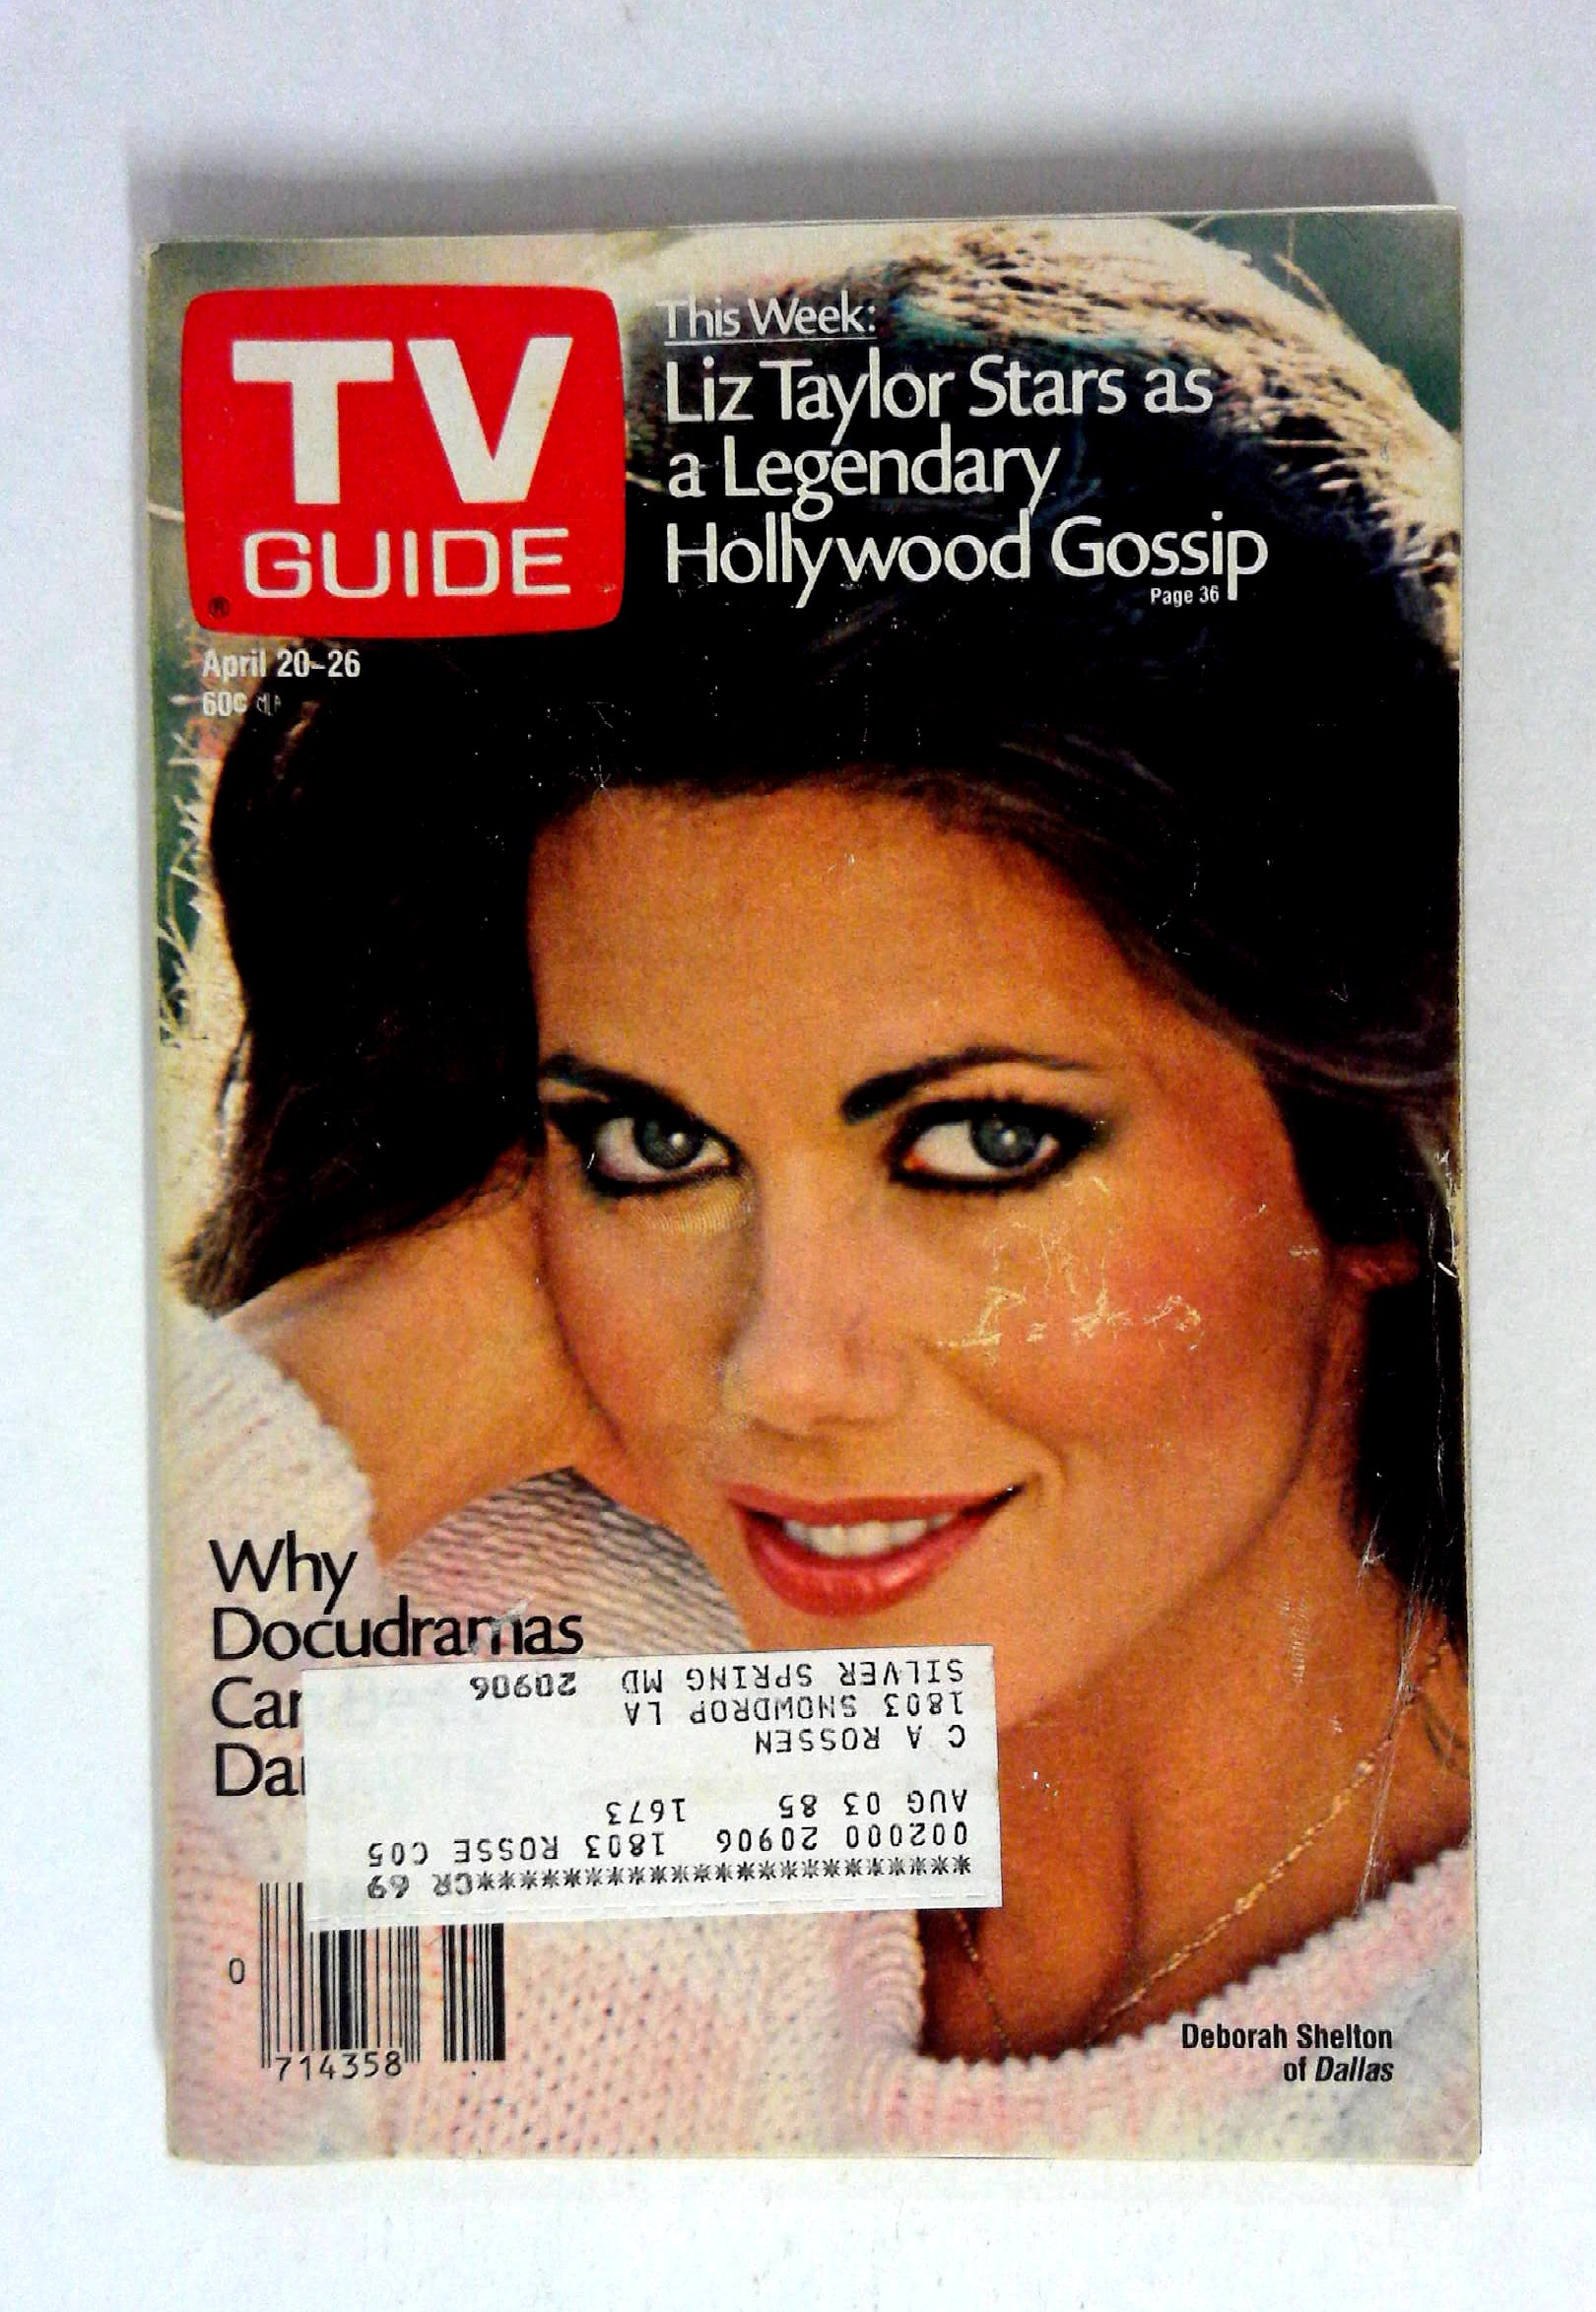 TV
GUIDE
®
This Week:
Liz Taylor Stars as
a Legendary
Hollywood Gossip
Page 36
April 20-26
60¢
Why
Docudramas
***********************CR 69
002000 20906 1803 ROSSE C05
AUG 03 85 1673
C A ROSSEN
1803 SNOWDROP LA
SILVER SPRING MD 20906
0
714358
Deborah Shelton
of Dallas